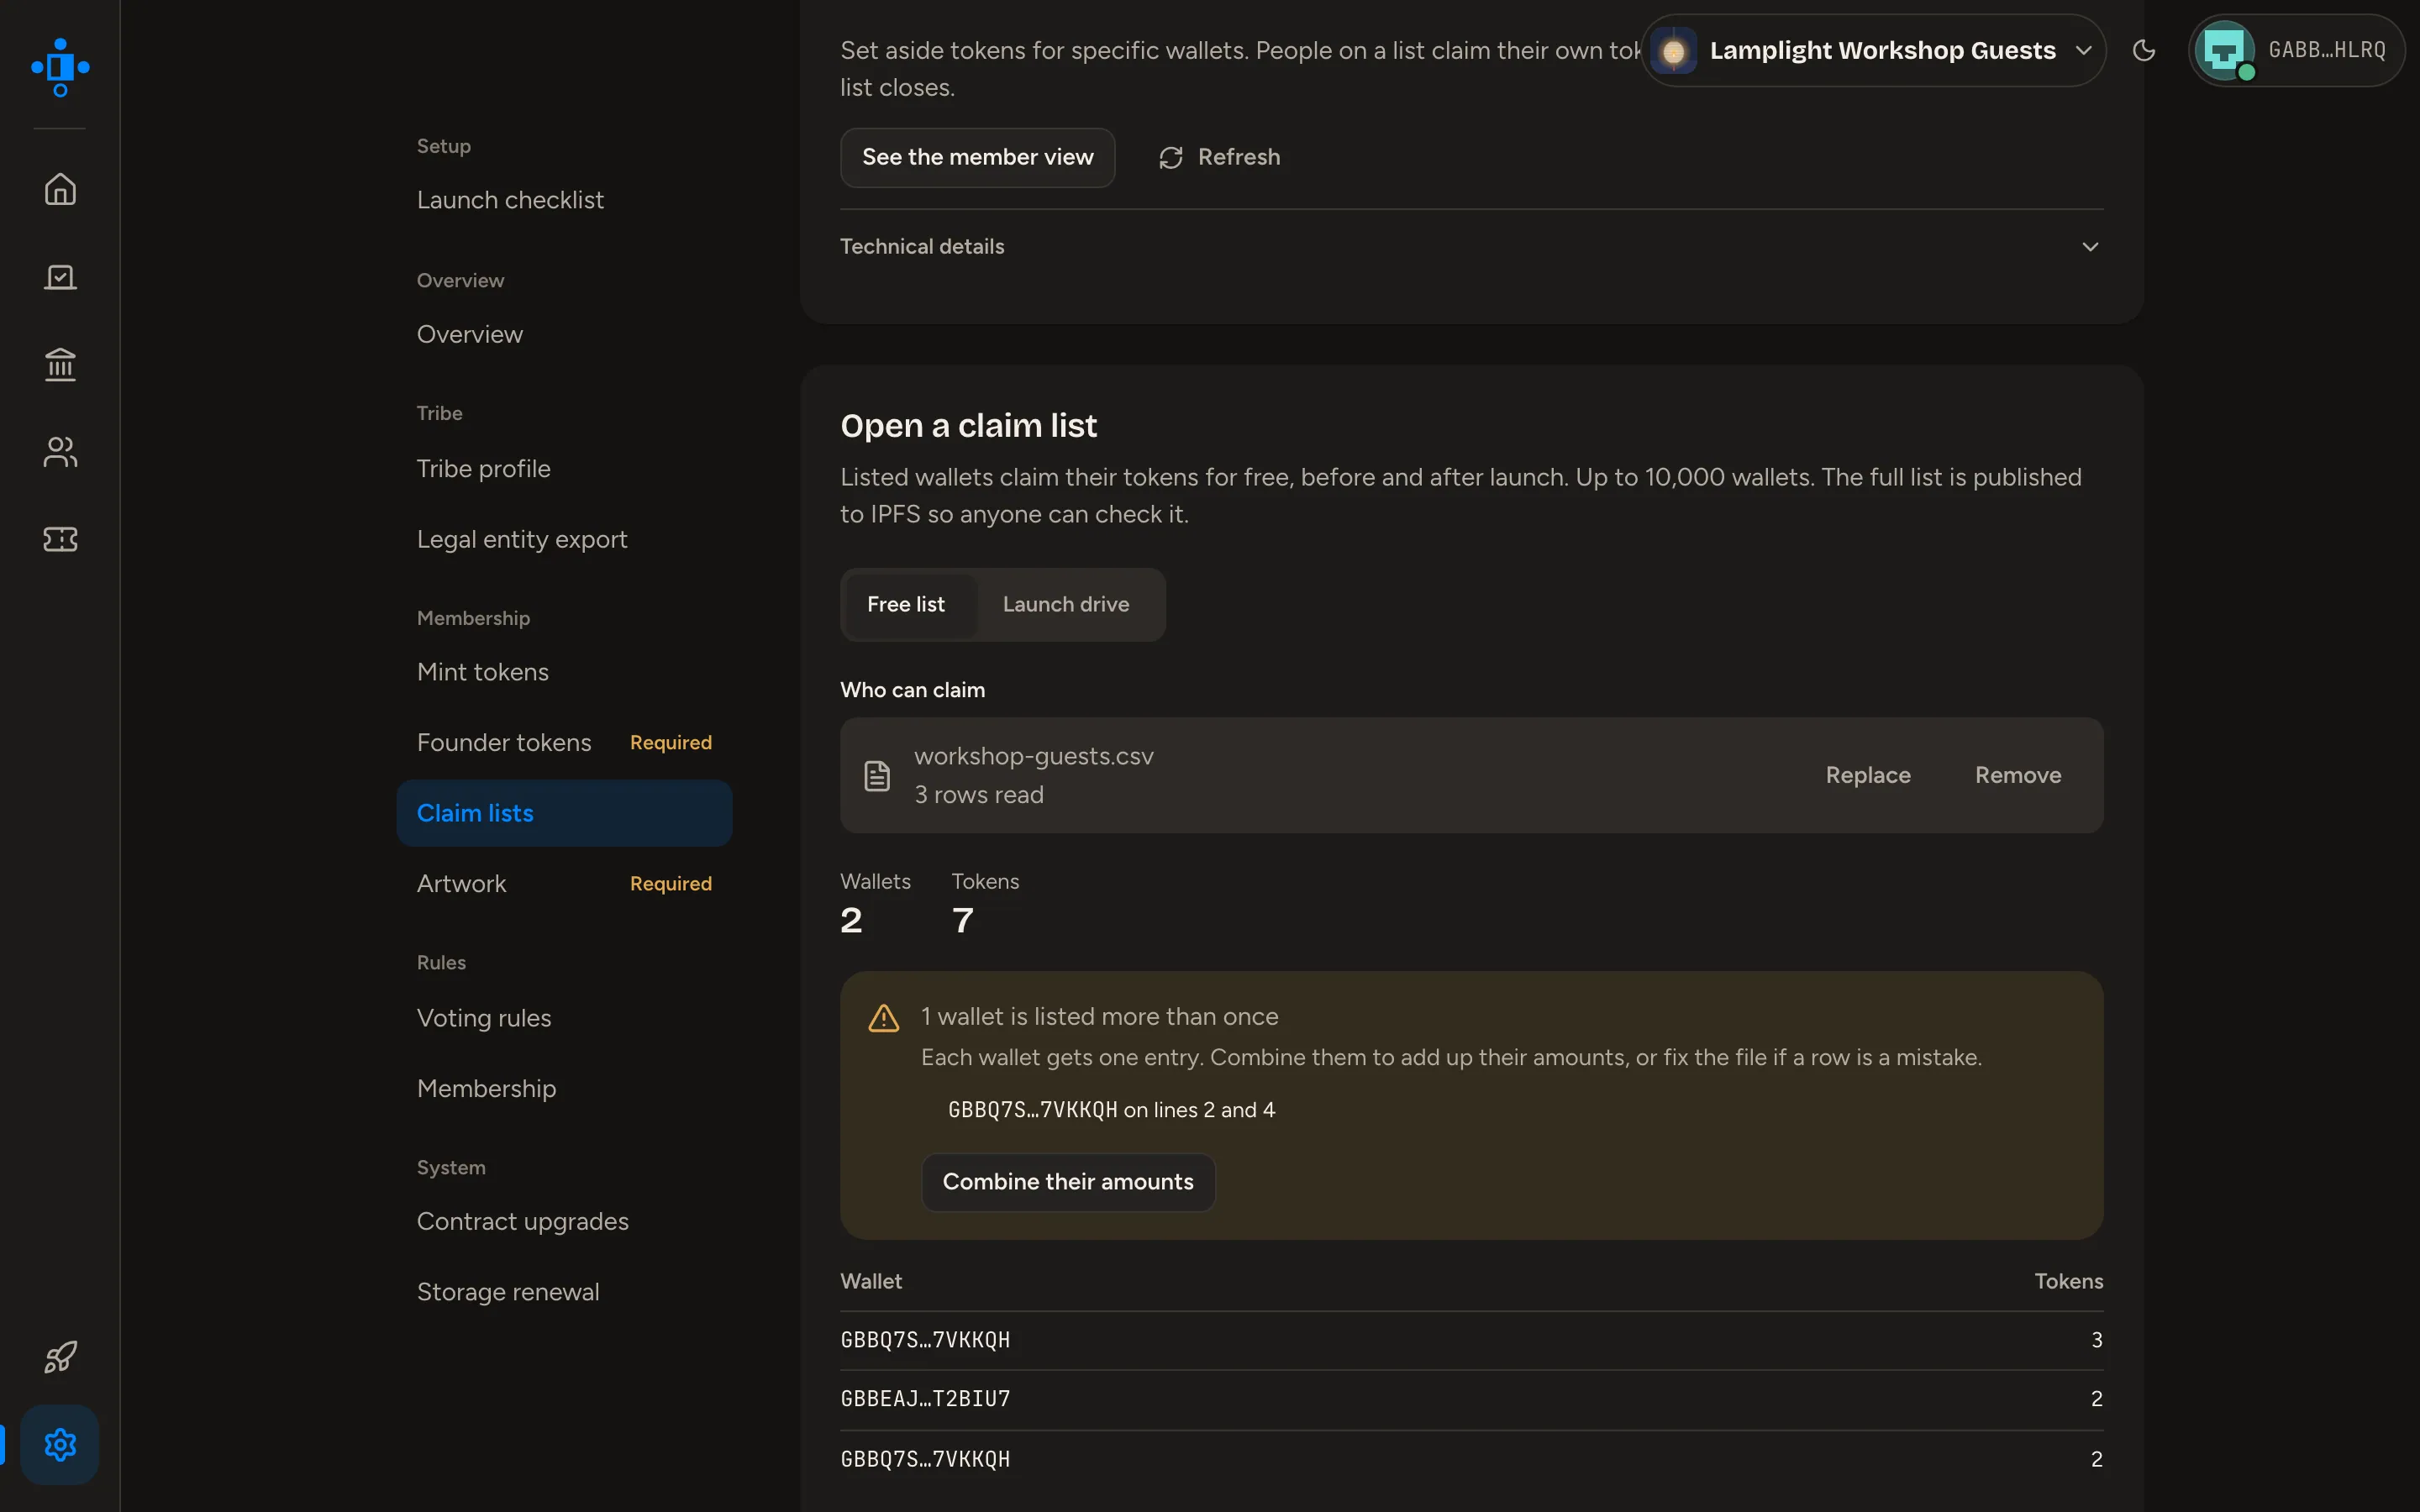 Set aside tokens for specific wallets. People on a list claim their own tok
list closes.
Lamplight Workshop Guests
GABB…HLRQ
See the member view
Refresh
Technical details
Setup
Launch checklist
Overview
Overview
Tribe
Tribe profile
Legal entity export
Membership
Mint tokens
Founder tokens Required
Claim lists
Artwork Required
Rules
Voting rules
Membership
System
Contract upgrades
Storage renewal
Open a claim list
Listed wallets claim their tokens for free, before and after launch. Up to 10,000 wallets. The full list is published
to IPFS so anyone can check it.
Free list Launch drive
Who can claim
workshop-guests.csv
3 rows read
Replace Remove
Wallets Tokens
2 7
1 wallet is listed more than once
Each wallet gets one entry. Combine them to add up their amounts, or fix the file if a row is a mistake.
GBBQ7S…7VKKQH on lines 2 and 4
Combine their amounts
Wallet Tokens
GBBQ7S…7VKKQH 3
GBBEAJ…T2BIU7 2
GBBQ7S…7VKKQH 2